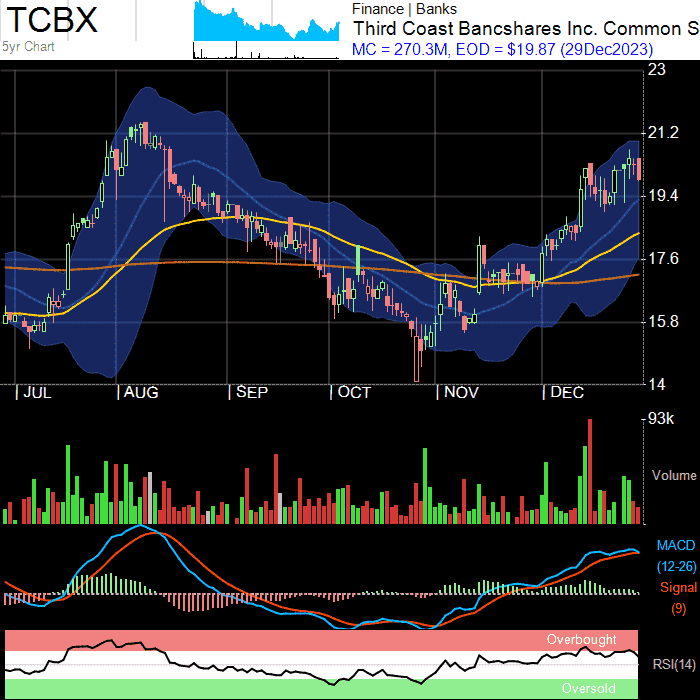 TCBX
5yr Chart
Finance | Banks
Third Coast Bancshares Inc. Common S
MC = 270.3M, EOD = $19.87 (29Dec2023)
23
21.2
19.4
17.6
15.8
14
JUL AUG SEP OCT NOV DEC
93k
Volume
MACD
(12-26)
Signal
(9)
Overbought
RSI(14)
Oversold